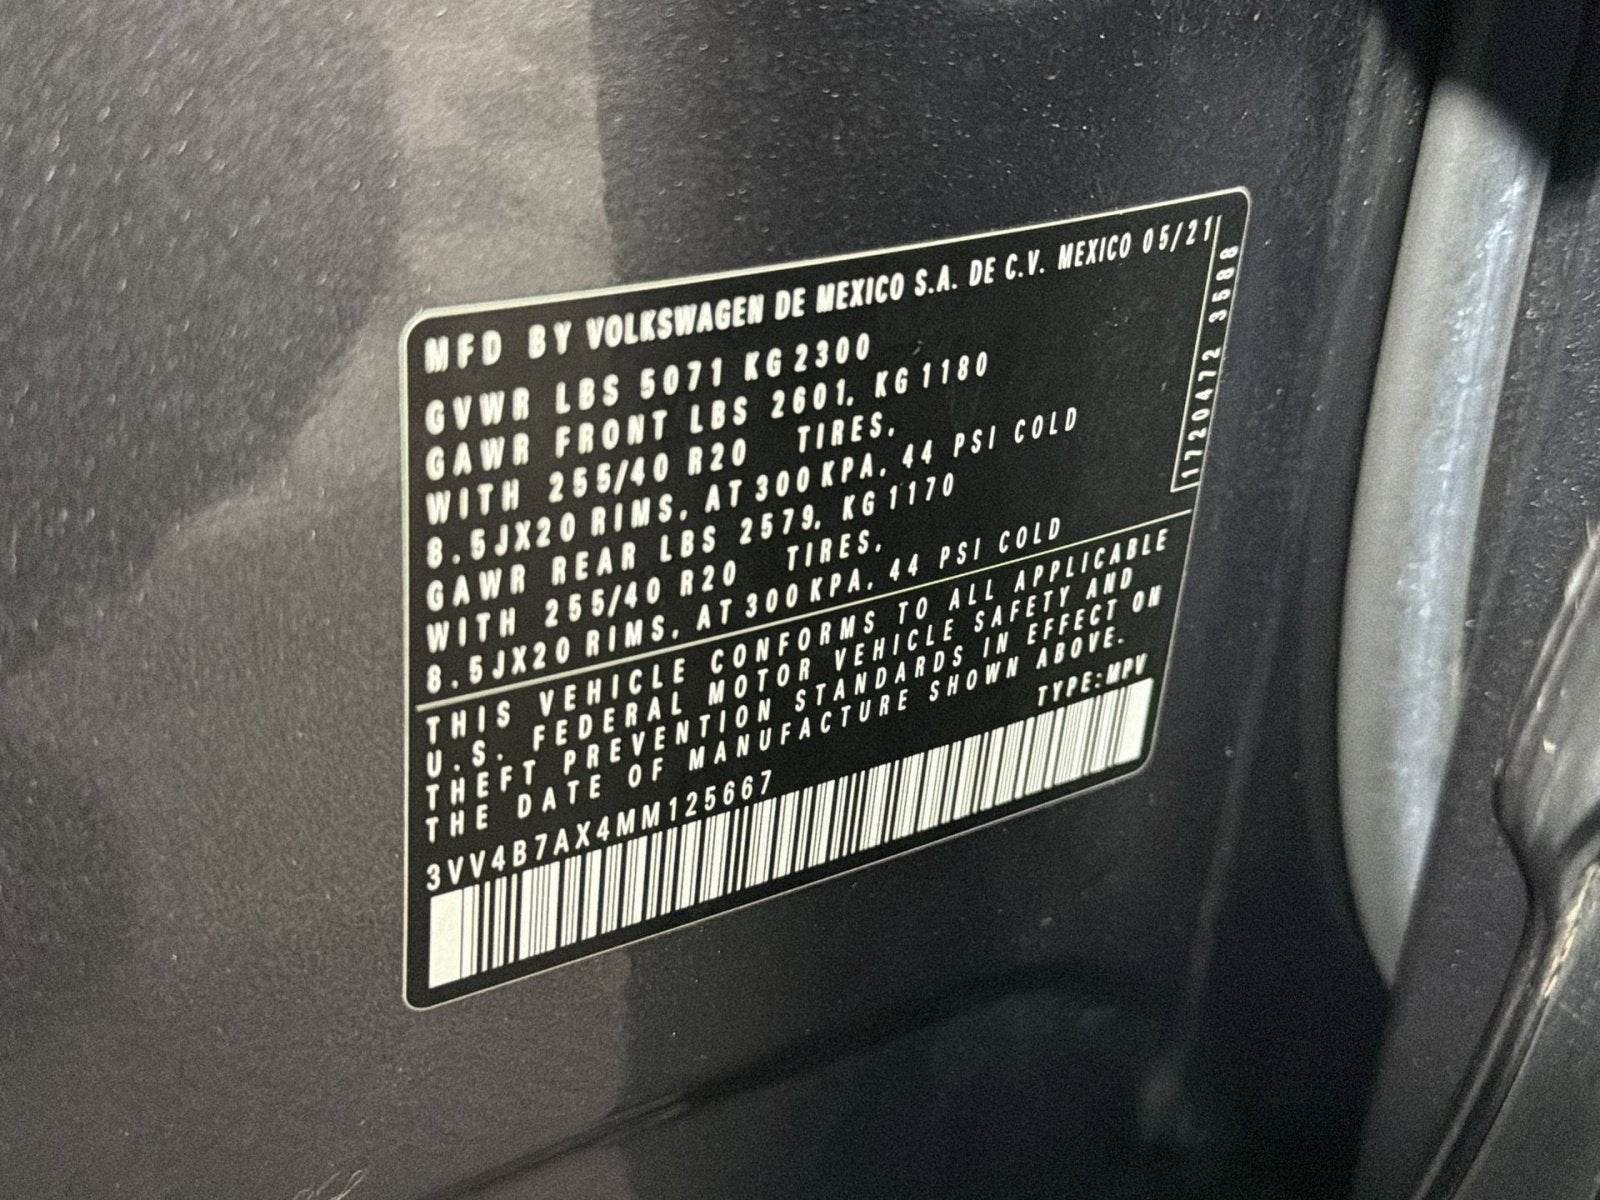 MFD BY VOLKSWAGEN DE MEXICO S.A. DE C.V. MEXICO 05/21
GVWR LBS 5071 KG 2300
GAWR FRONT LBS 2601, KG 1180
WITH 255/40 R20 TIRES,
8.5JX20 RIMS, AT 300 KPA, 44 PSI COLD
GAWR REAR LBS 2579, KG 1170
WITH 255/40 R20 TIRES,
8.5JX20 RIMS, AT 300 KPA, 44 PSI COLD
1720472 3588
THIS VEHICLE CONFORMS TO ALL APPLICABLE
U.S. FEDERAL MOTOR VEHICLE SAFETY AND
THEFT PREVENTION STANDARDS IN EFFECT ON
THE DATE OF MANUFACTURE SHOWN ABOVE.
3VV4B7AX4MM125667 TYPE:MPV